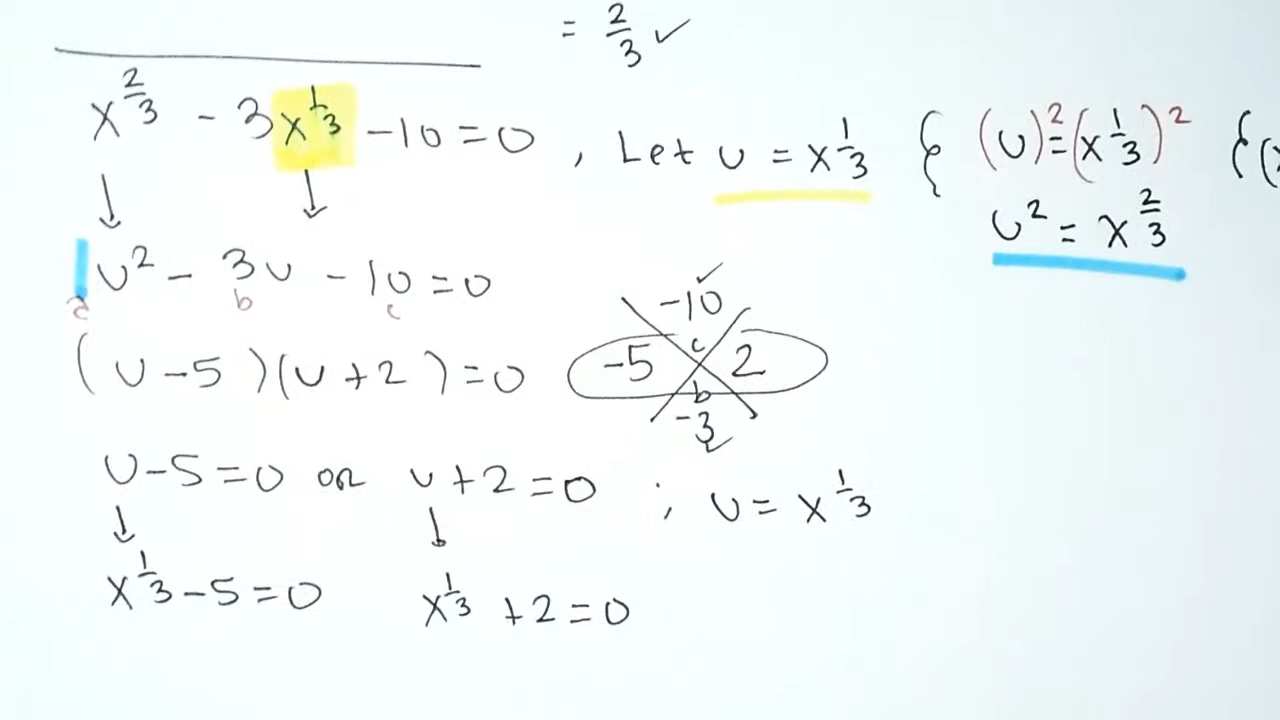 = 2/3 ✓
x^(2/3) - 3x^(1/3) - 10 = 0 , Let u = x^(1/3) { (u)^2 = (x^(1/3))^2 { (
u^2 = x^(2/3)
↓ ↓
u^2 - 3u - 10 = 0
a b c
-10 ✓
c
(u - 5)(u + 2) = 0 -5 2
b
-3 ✓
u - 5 = 0 or u + 2 = 0 ; u = x^(1/3)
↓ ↓
x^(1/3) - 5 = 0 x^(1/3) + 2 = 0